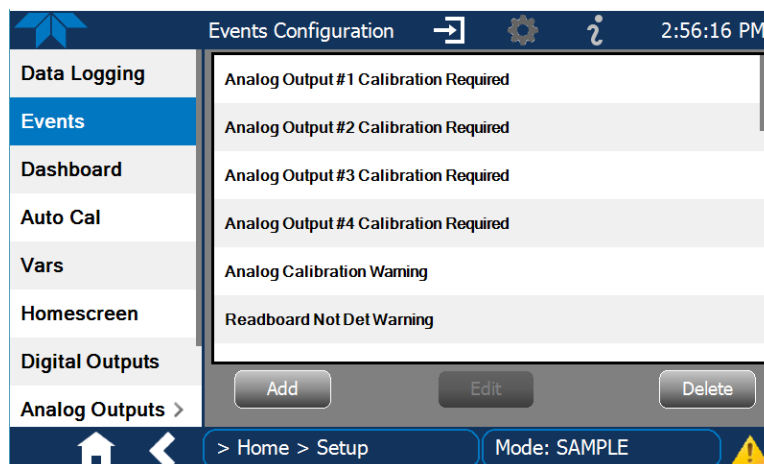 Events Configuration
2:56:16 PM
Data Logging
Events
Dashboard
Auto Cal
Vars
Homescreen
Digital Outputs
Analog Outputs >
Analog Output #1 Calibration Required
Analog Output #2 Calibration Required
Analog Output #3 Calibration Required
Analog Output #4 Calibration Required
Analog Calibration Warning
Readboard Not Det Warning
Add
Edit
Delete
> Home > Setup
Mode: SAMPLE